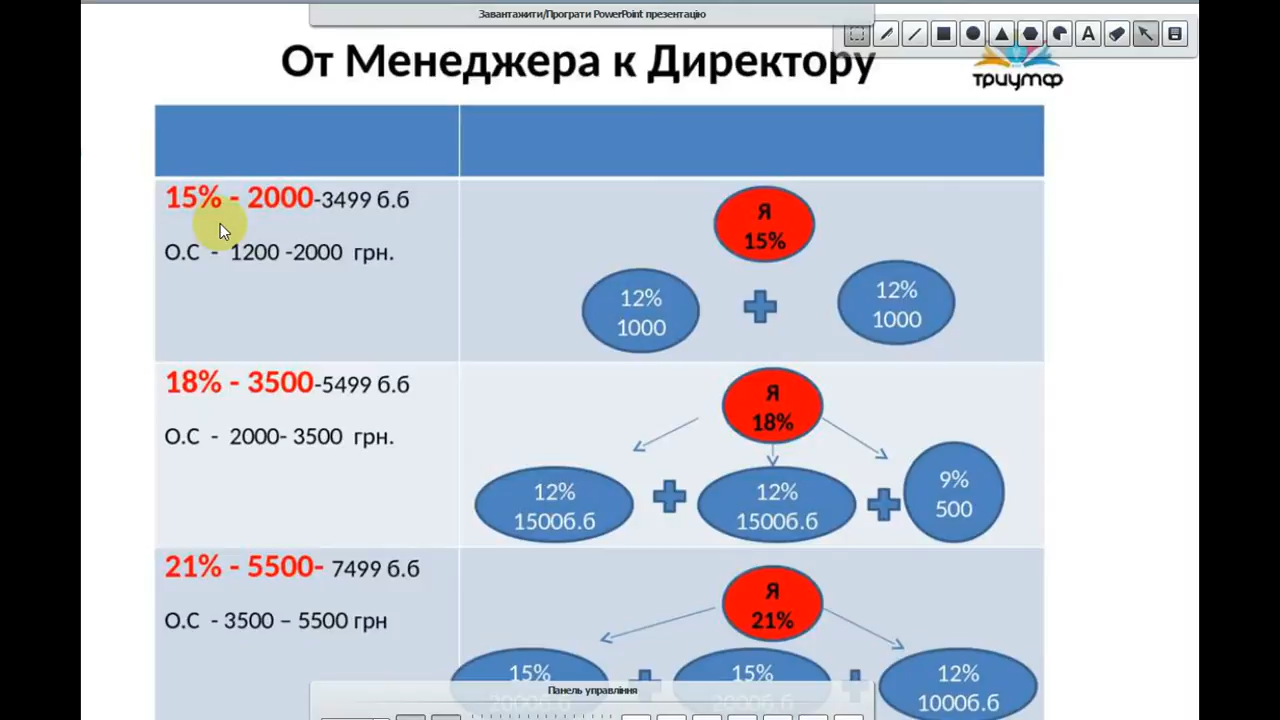 Завантажити/Програти PowerPoint презентацію
A
От Менеджера к Директору
триумф
15% - 2000-3499 б.б
О.С - 1200 -2000 грн.
Я
15%
12%
1000
12%
1000
18% - 3500-5499 б.б
О.С - 2000- 3500 грн.
Я
18%
12%
1500б.б
12%
1500б.б
9%
500
21% - 5500- 7499 б.б
О.С - 3500 – 5500 грн
Я
21%
15%
2000б.б
15%
2000б.б
12%
1000б.б
Панель управління